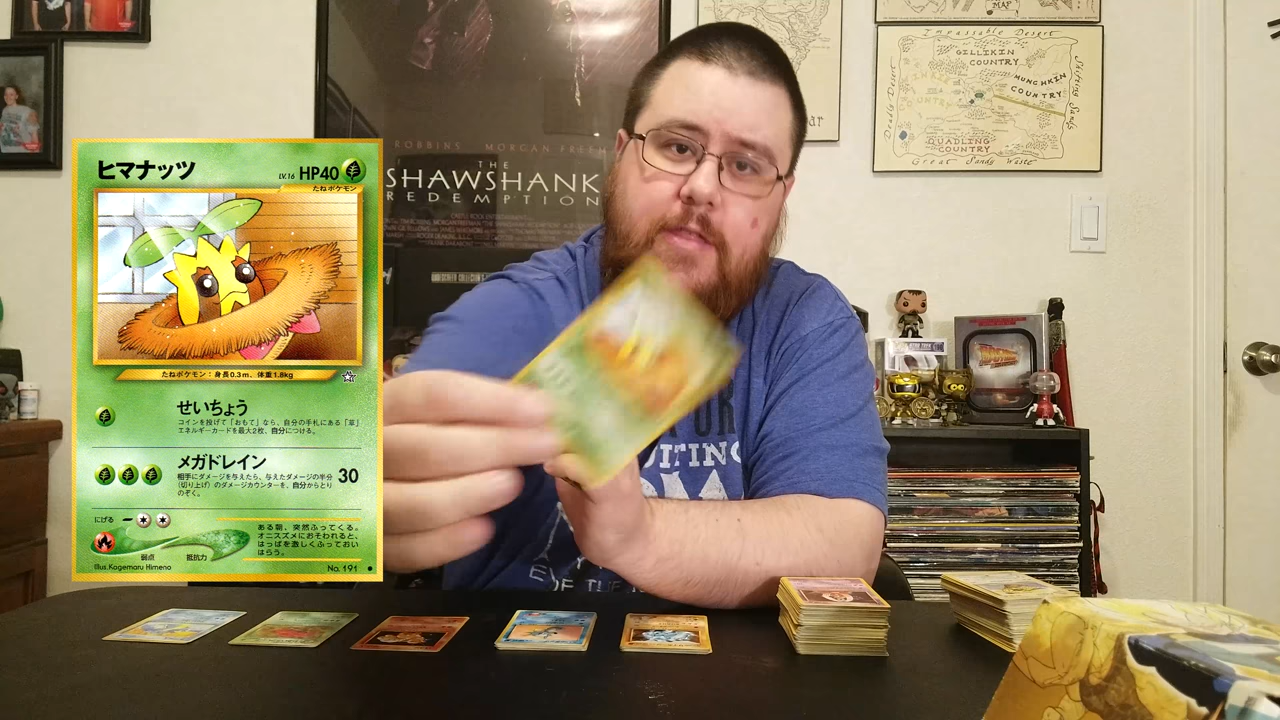 ヒマナッツ
LV.16 HP40
たねポケモン
たねポケモン：身長0.3m、体重1.8kg
せいちょう
コインを投げて「おもて」なら、自分の手札にある「草」
エネルギーカードを最大2枚、自分につける。
メガドレイン
30
相手にダメージを与えたら、与えたダメージの半分
(切り上げ)のダメージカウンターを、自分からとり
のぞく。
にげる
弱点
抵抗力
ある朝、突然ふってくる。
オニスズメにおそわれると、
はっぱを激しくふっておい
はらう。
Illus.Kagemaru Himeno
No. 191
ROBBINS MORGAN FREEM
THE
SHAWSHANK
REDEMPTION
MAP
Impassable Desert
GILLIKIN
COUNTRY
MUNCHKIN
COUNTRY
COUNTRY
QUADLING
COUNTRY
Great Sandy Waste
Deadly Desert
Shifting Sands